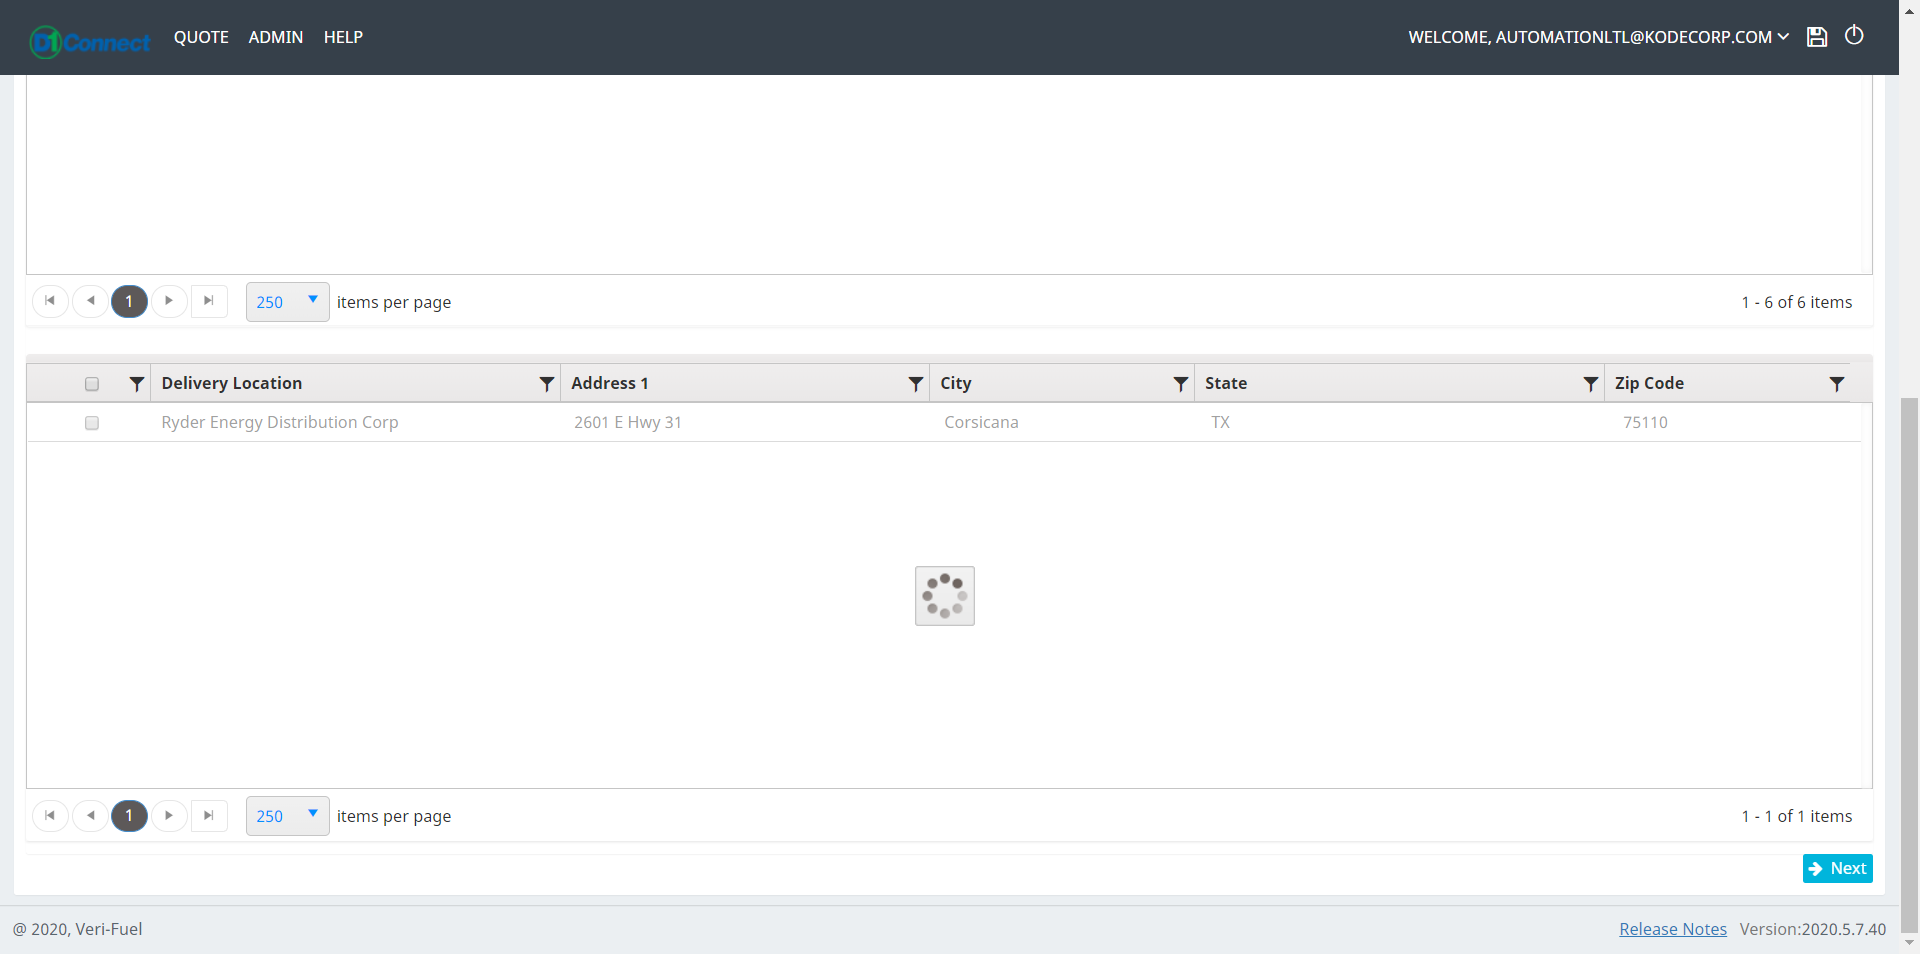 D1Connect QUOTE ADMIN HELP WELCOME, AUTOMATIONLTL@KODECORP.COM
1 250 items per page 1 - 6 of 6 items
Delivery Location Address 1 City State Zip Code
Ryder Energy Distribution Corp 2601 E Hwy 31 Corsicana TX 75110
1 250 items per page 1 - 1 of 1 items
Next
@ 2020, Veri-Fuel Release Notes Version:2020.5.7.40